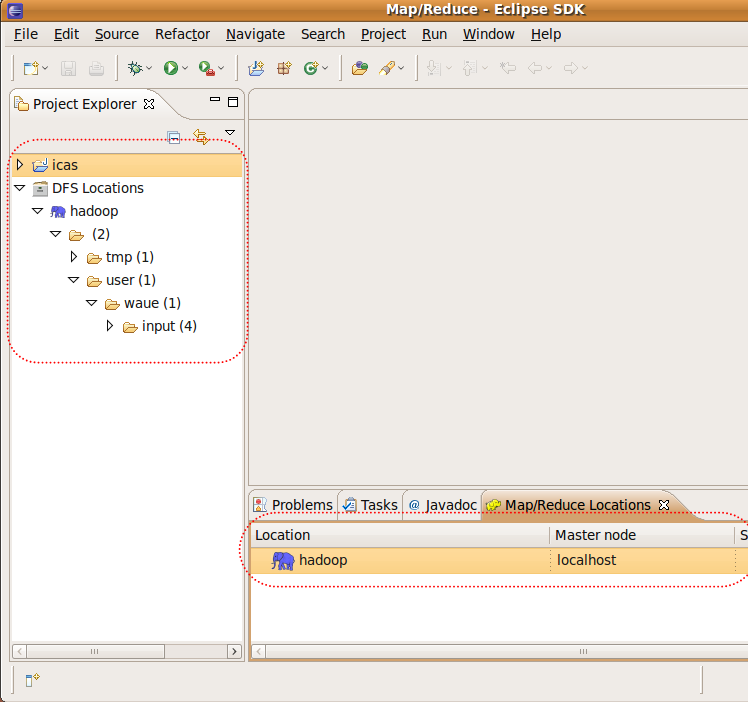 Map/Reduce - Eclipse SDK
File Edit Source Refactor Navigate Search Project Run Window Help
Project Explorer
icas
DFS Locations
hadoop
(2)
tmp (1)
user (1)
waue (1)
input (4)
Problems @ Tasks Javadoc Map/Reduce Locations
Location Master node S
hadoop localhost